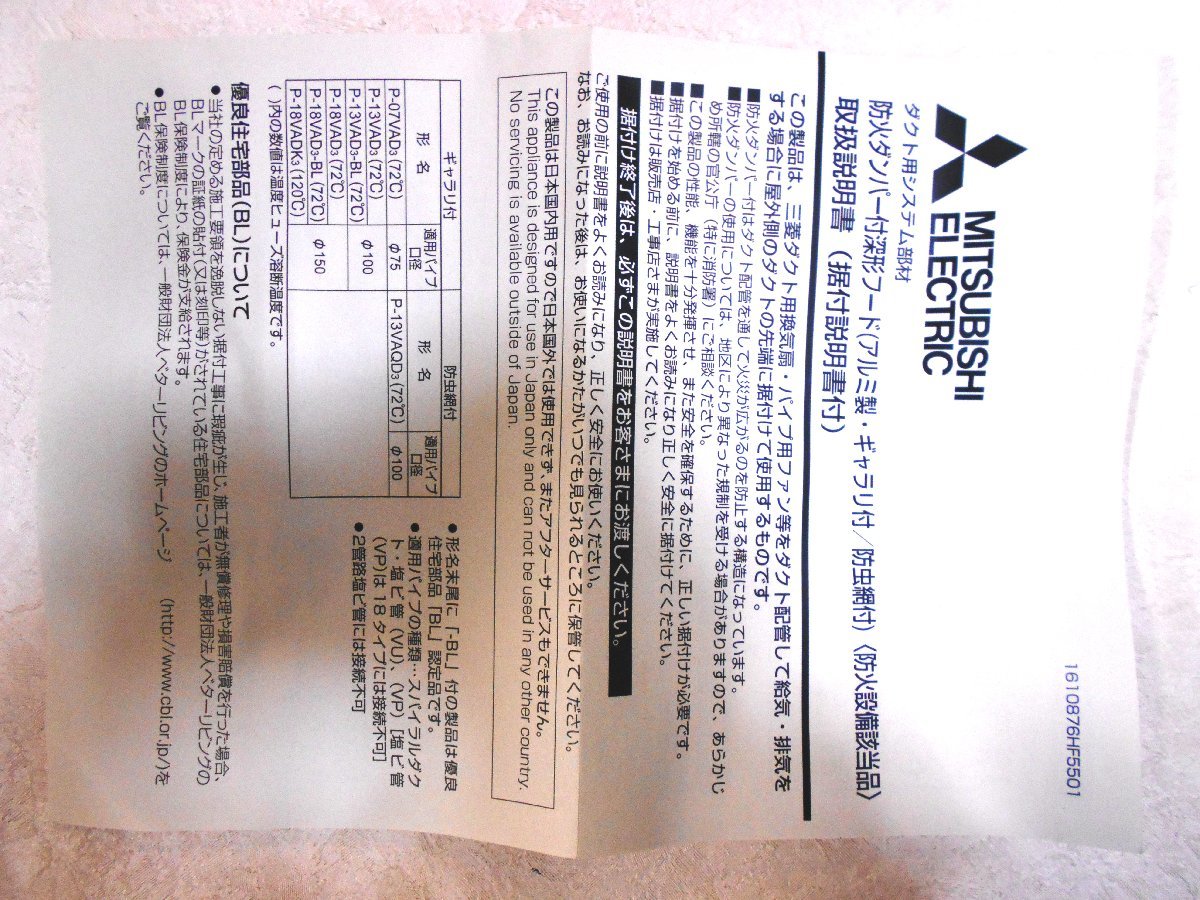 1610876HF5501
MITSUBISHI
ELECTRIC
ダクト用システム部材
防火ダンパー付深形フード(アルミ製・ギャラリ付／防虫網付)〈防火設備該当品〉
取扱説明書（据付説明書付）
この製品は、三菱ダクト用換気扇・パイプ用ファン等をダクト配管して給気・排気を
する場合に屋外側のダクトの先端に据付けて使用するものです。
■防火ダンパー付はダクト配管を通して火災が広がるのを防止する構造になっています。
■防火ダンパーの使用については、地区により異なった規制を受ける場合がありますので、あらかじ
め所轄の官公庁（特に消防署）にご相談ください。
■この製品の性能、機能を十分発揮させ、また安全を確保するために、正しい据付けが必要です。
■据付けを始める前に、説明書をよくお読みになり正しく安全に据付けてください。
■据付けは販売店・工事店さまが実施してください。
据付け終了後は、必ずこの説明書をお客さまにお渡しください。
ご使用の前に説明書をよくお読みになり、正しく安全にお使いください。
なお、お読みになった後は、お使いになるかたがいつでも見られるところに保管してください。
この製品は日本国内用ですので日本国外では使用できず、またアフターサービスもできません。
This appliance is designed for use in Japan only and can not be used in any other country.
No servicing is available outside of Japan.
ギャラリ付 防虫網付
形 名 適用パイプ口径 形 名 適用パイプ口径
P-07VAD₃(72℃) φ75 P-13VAQD₃(72℃) φ100
P-13VAD₃(72℃) φ100
P-13VAD₃-BL(72℃)
P-18VAD₃(72℃) φ150
P-18VAD₃-BL(72℃)
P-18VADK₃(120℃)
( )内の数値は温度ヒューズ溶断温度です。
●形名末尾に「-BL」付の製品は優良
住宅部品「BL」認定品です。
●適用パイプの種類…スパイラルダク
ト・塩ビ管（VU）、（VP）[塩ビ管
(VP)は 18 タイプには接続不可]
●2管路塩ビ管には接続不可
優良住宅部品(BL)について
●当社の定める施工要領を逸脱しない据付工事に瑕疵が生じ、施工者が無償修理や損害賠償を行った場合、
BLマークの証紙の貼付(又は刻印等)がされている住宅部品については、一般財団法人ベターリビングの
BL保険制度により、保険金が支給されます。
●BL保険制度については、一般財団法人ベターリビングのホームページ (http://www.cbl.or.jp/)を
ご覧ください。